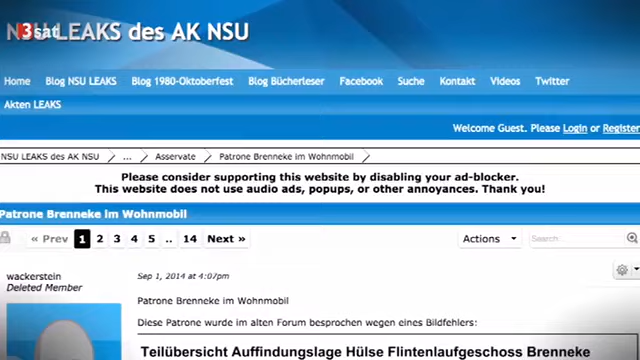 3sat
NSU LEAKS des AK NSU
Home Blog NSU LEAKS Blog 1980-Oktoberfest Blog Bücherleser Facebook Suche Kontakt Videos Twitter
Akten LEAKS
Welcome Guest. Please Login or Register
NSU LEAKS des AK NSU ... Asservate Patrone Brenneke im Wohnmobil
Please consider supporting this website by disabling your ad-blocker.
This website does not use audio ads, popups, or other annoyances. Thank you!
Patrone Brenneke im Wohnmobil
« Prev 1 2 3 4 5 .. 14 Next » Actions Search...
wackerstein Sep 1, 2014 at 4:07pm
Deleted Member
Patrone Brenneke im Wohnmobil
Diese Patrone wurde im alten Forum besprochen wegen eines Bildfehlers:
Teilübersicht Auffindungslage Hülse Flintenlaufgeschoss Brenneke